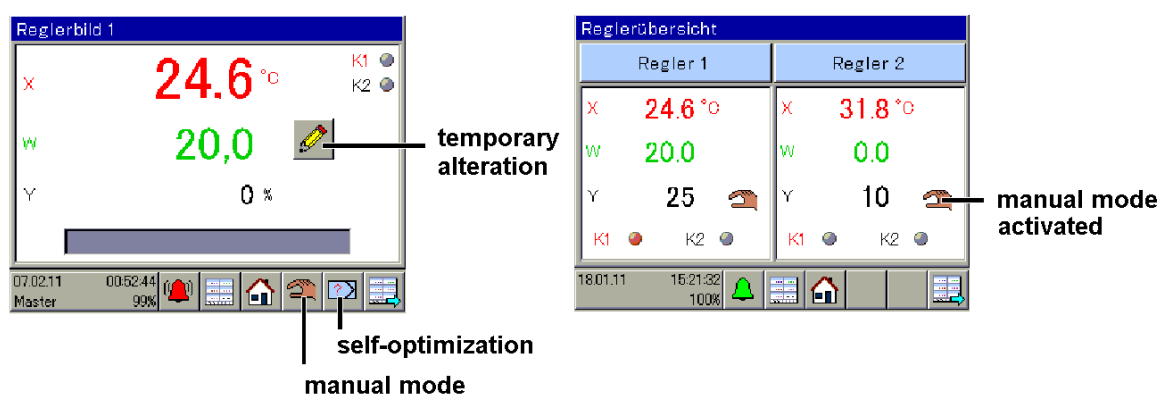 Reglerbild 1
X 24.6 °C K1
K2
W 20,0
Y 0 %
07.02.11 00:52:44
Master 99%
temporary
alteration
self-optimization
manual mode
Reglerübersicht
Regler 1 Regler 2
X 24.6 °C X 31.8 °C
W 20.0 W 0.0
Y 25 Y 10
K1 K2 K1 K2
18.01.11 15:21:32
100%
manual mode
activated